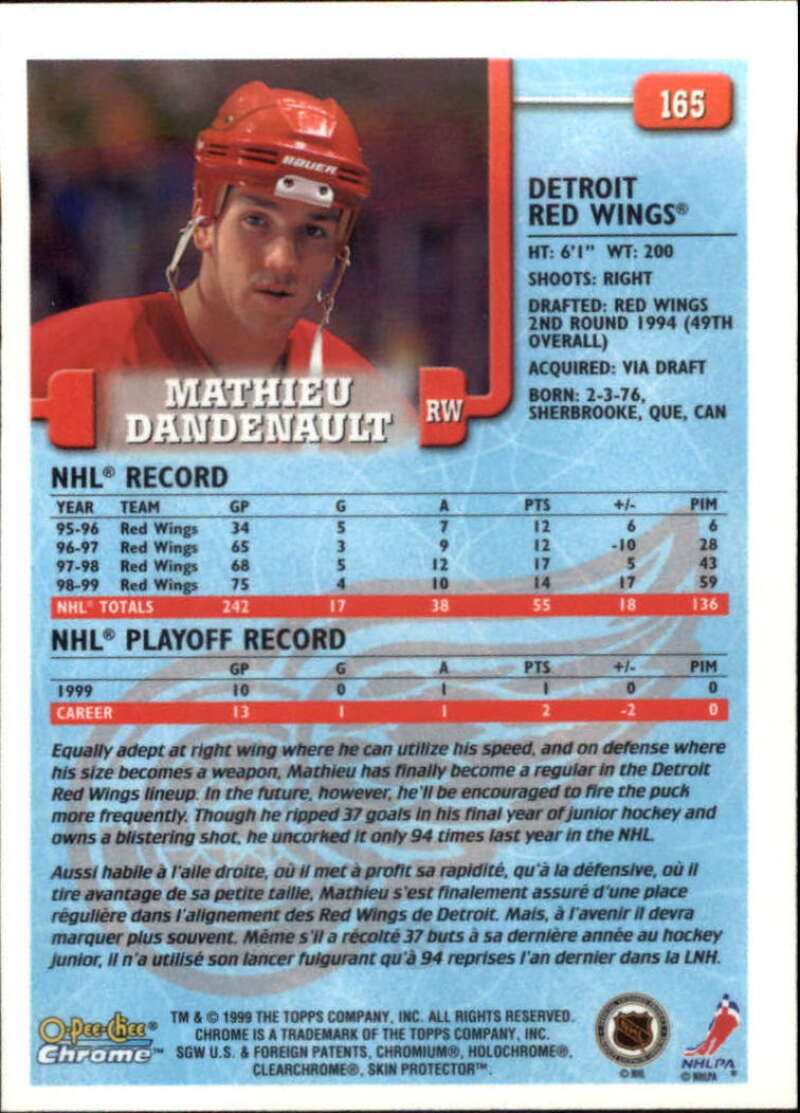 BAUER
165
DETROIT
RED WINGS®
HT: 6'1" WT: 200
SHOOTS: RIGHT
DRAFTED: RED WINGS
2ND ROUND 1994 (49TH
OVERALL)
ACQUIRED: VIA DRAFT
BORN: 2-3-76,
SHERBROOKE, QUE, CAN
MATHIEU
DANDENAULT
RW
NHL® RECORD
YEAR TEAM GP G A PTS +/- PIM
95-96 Red Wings 34 5 7 12 6 6
96-97 Red Wings 65 3 9 12 -10 28
97-98 Red Wings 68 5 12 17 5 43
98-99 Red Wings 75 4 10 14 17 59
NHL® TOTALS 242 17 38 55 18 136
NHL® PLAYOFF RECORD
GP G A PTS +/- PIM
1999 10 0 1 1 0 0
CAREER 13 1 1 2 -2 0
Equally adept at right wing where he can utilize his speed, and on defense where
his size becomes a weapon, Mathieu has finally become a regular in the Detroit
Red Wings lineup. In the future, however, he'll be encouraged to fire the puck
more frequently. Though he ripped 37 goals in his final year of junior hockey and
owns a blistering shot, he uncorked it only 94 times last year in the NHL.
Aussi habile à l'aile droite, où il met à profit sa rapidité, qu'à la défensive, où il
tire avantage de sa petite taille, Mathieu s'est finalement assuré d'une place
régulière dans l'alignement des Red Wings de Detroit. Mais, à l'avenir il devra
marquer plus souvent. Même s'il a récolté 37 buts à sa dernière année au hockey
junior, il n'a utilisé son lancer fulgurant qu'à 94 reprises l'an dernier dans la LNH.
O-Pee-Chee®
Chrome™
TM & © 1999 THE TOPPS COMPANY, INC. ALL RIGHTS RESERVED.
CHROME IS A TRADEMARK OF THE TOPPS COMPANY, INC.
SGW U.S. & FOREIGN PATENTS, CHROMIUM®, HOLOCHROME®,
CLEARCHROME®, SKIN PROTECTOR™.
NHL
© NHL
NHLPA
© NHLPA